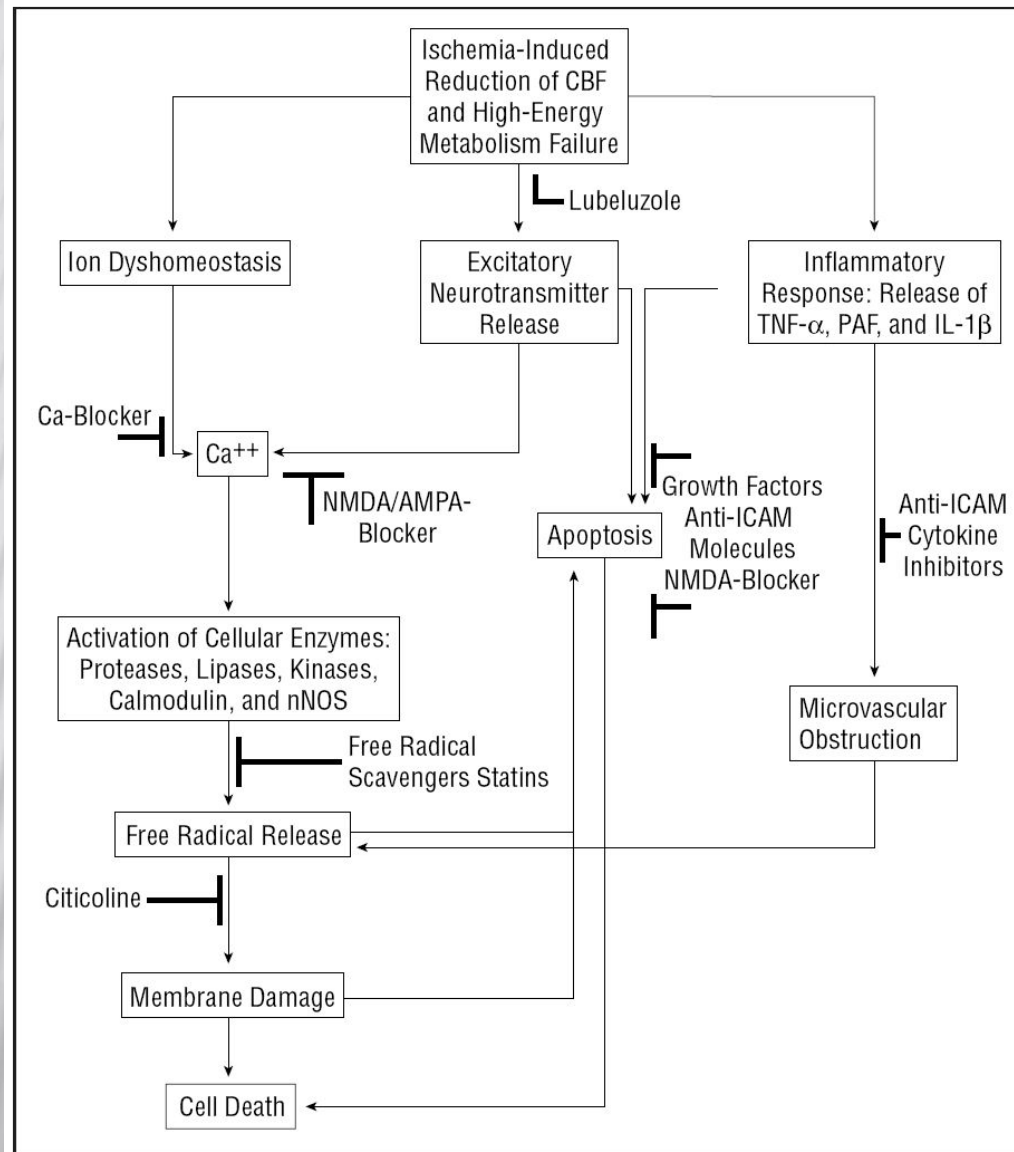 Ischemia-Induced
Reduction of CBF
and High-Energy
Metabolism Failure
Lubeluzole
Ion Dyshomeostasis
Excitatory
Neurotransmitter
Release
Inflammatory
Response: Release of
TNF-α, PAF, and IL-1β
Ca-Blocker
Ca++
NMDA/AMPA-
Blocker
Growth Factors
Anti-ICAM
Molecules
NMDA-Blocker
Apoptosis
Anti-ICAM
Cytokine
Inhibitors
Activation of Cellular Enzymes:
Proteases, Lipases, Kinases,
Calmodulin, and nNOS
Microvascular
Obstruction
Free Radical
Scavengers Statins
Free Radical Release
Citicoline
Membrane Damage
Cell Death